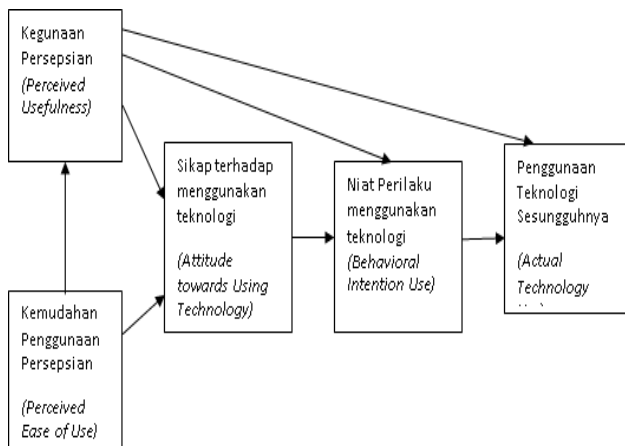 Kegunaan
Persepsian
(Perceived
Usefulness)
Sikap terhadap
menggunakan
teknologi
(Attitude
towards Using
Technology)
Niat Perilaku
menggunakan
teknologi
(Behavioral
Intention Use)
Penggunaan
Teknologi
Sesungguhnya
(Actual
Technology
Kemudahan
Penggunaan
Persepsian
(Perceived
Ease of Use)